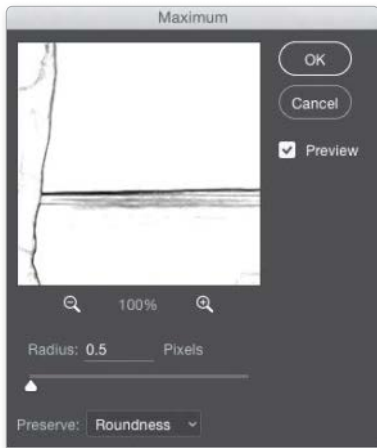 Maximum
OK
Cancel
Preview
100%
Radius: 0.5 Pixels
Preserve: Roundness